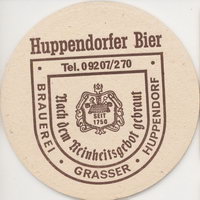 Huppendorfer Bier
Tel. 09207/270
BRAUEREI · GRASSER · HUPPENDORF
Nach dem Reinheitsgebot gebraut
SEIT
1750